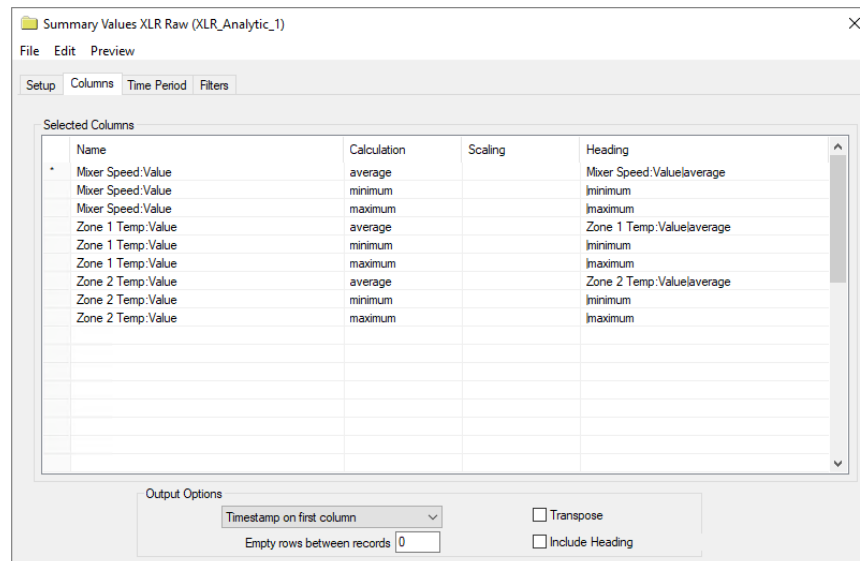 Summary Values XLR Raw (XLR_Analytic_1)
File Edit Preview
Setup Columns Time Period Filters
Selected Columns
Name Calculation Scaling Heading
* Mixer Speed:Value average Mixer Speed:Value|average
Mixer Speed:Value minimum |minimum
Mixer Speed:Value maximum |maximum
Zone 1 Temp:Value average Zone 1 Temp:Value|average
Zone 1 Temp:Value minimum |minimum
Zone 1 Temp:Value maximum |maximum
Zone 2 Temp:Value average Zone 2 Temp:Value|average
Zone 2 Temp:Value minimum |minimum
Zone 2 Temp:Value maximum |maximum
Output Options
Timestamp on first column Transpose
Empty rows between records 0 Include Heading